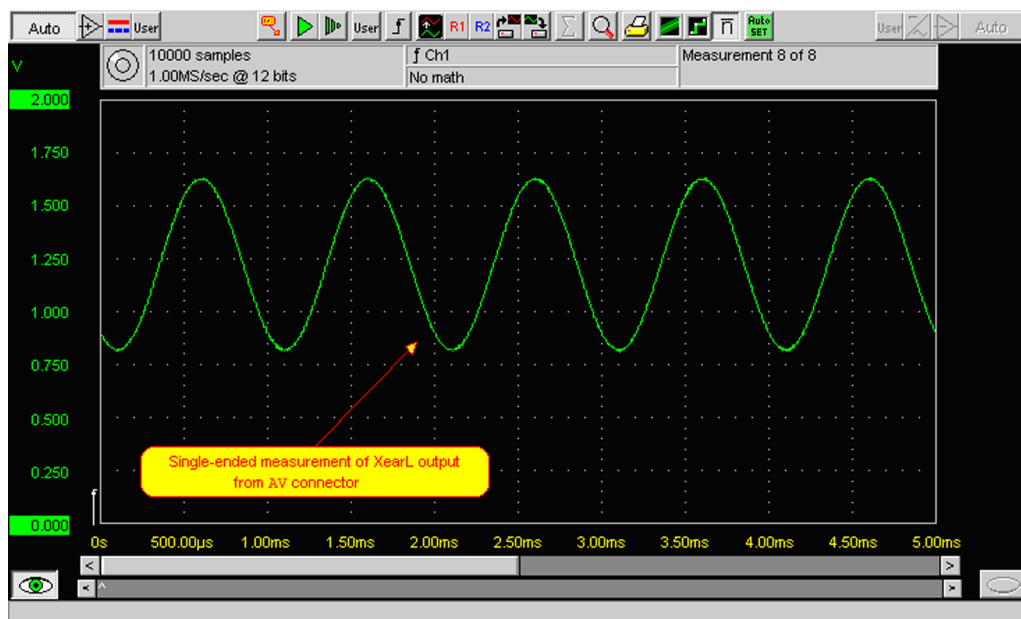 Auto User User R1 R2 Auto SET User Auto
10000 samples
1.00MS/sec @ 12 bits
ƒ Ch1
No math
Measurement 8 of 8
V
2.000
1.750
1.500
1.250
1.000
0.750
0.500
0.250
0.000
Single-ended measurement of XearL output
from AV connector
0s 500.00µs 1.00ms 1.50ms 2.00ms 2.50ms 3.00ms 3.50ms 4.00ms 4.50ms 5.00ms